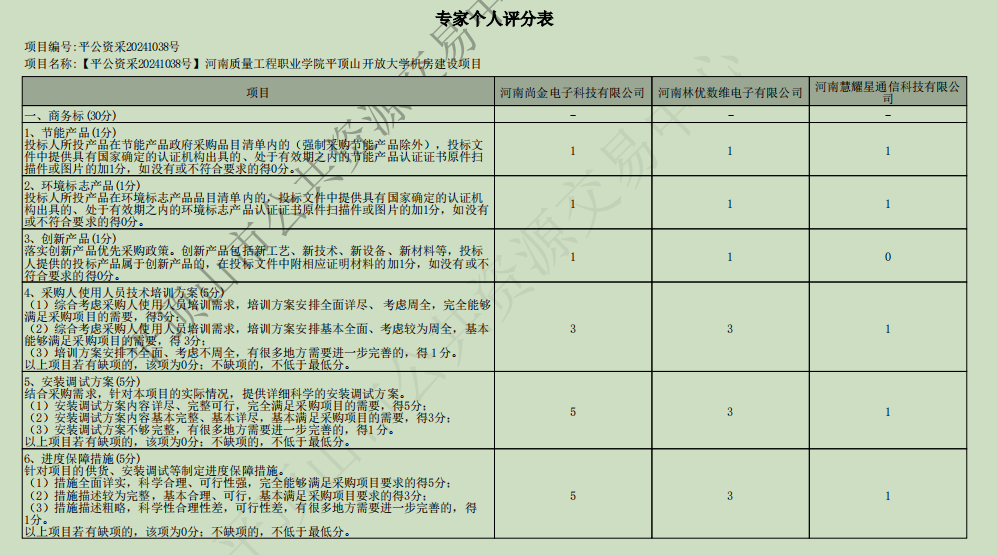 专家个人评分表
项目编号:平公资采20241038号
项目名称:【平公资采20241038号】河南质量工程职业学院平顶山开放大学机房建设项目
项目 河南尚金电子科技有限公司 河南林优数维电子有限公司 河南慧耀星通信科技有限公司
一、商务标(30分) - - -
1、节能产品(1分)
投标人所投产品在节能产品政府采购品目清单内的（强制采购节能产品除外），投标文
件中提供具有国家确定的认证机构出具的、处于有效期之内的节能产品认证证书原件扫
描件或图片的加1分，如没有或不符合要求的得0分。
1 1 1
2、环境标志产品(1分)
投标人所投产品在环境标志产品品目清单内的，投标文件中提供具有国家确定的认证机
构出具的、处于有效期之内的环境标志产品认证证书原件扫描件或图片的加1分，如没有
或不符合要求的得0分。
1 1 1
3、创新产品(1分)
落实创新产品优先采购政策。创新产品包括新工艺、新技术、新设备、新材料等，投标
人提供的投标产品属于创新产品的，在投标文件中附相应证明材料的加1分，如没有或不
符合要求的得0分。
1 1 0
4、采购人使用人员技术培训方案(5分)
（1）综合考虑采购人使用人员培训需求，培训方案安排全面详尽、 考虑周全，完全能够
满足采购项目的需要，得5分；
（2）综合考虑采购人使用人员培训需求，培训方案安排基本全面、考虑较为周全，基本
能够满足采购项目的需要，得 3分；
（3）培训方案安排不全面、考虑不周全，有很多地方需要进一步完善的，得 1 分。
以上项目若有缺项的，该项为0分；不缺项的，不低于最低分。
3 3 1
5、安装调试方案(5分)
结合采购需求，针对本项目的实际情况，提供详细科学的安装调试方案。
（1）安装调试方案内容详尽、完整可行，完全满足采购项目的需要，得5分；
（2）安装调试方案内容基本完整、基本详尽，基本满足采购项目的需要，得3分；
（3）安装调试方案不够完整，有很多地方需要进一步完善的，得1 分。
以上项目若有缺项的，该项为0分；不缺项的，不低于最低分。
5 3 1
6、进度保障措施(5分)
针对项目的供货、安装调试等制定进度保障措施。
（1）措施全面详实，科学合理、可行性强，完全能够满足采购项目要求的得5分；
（2）措施描述较为完整，基本合理、可行，基本满足采购项目要求的得3分；
（3）措施描述粗略，科学性合理性差，可行性差，有很多地方需要进一步完善的，得
1分。
以上项目若有缺项的，该项为0分；不缺项的，不低于最低分。
5 3 1
平顶山市公共资源交易中心
平顶山市公共资源交易中心